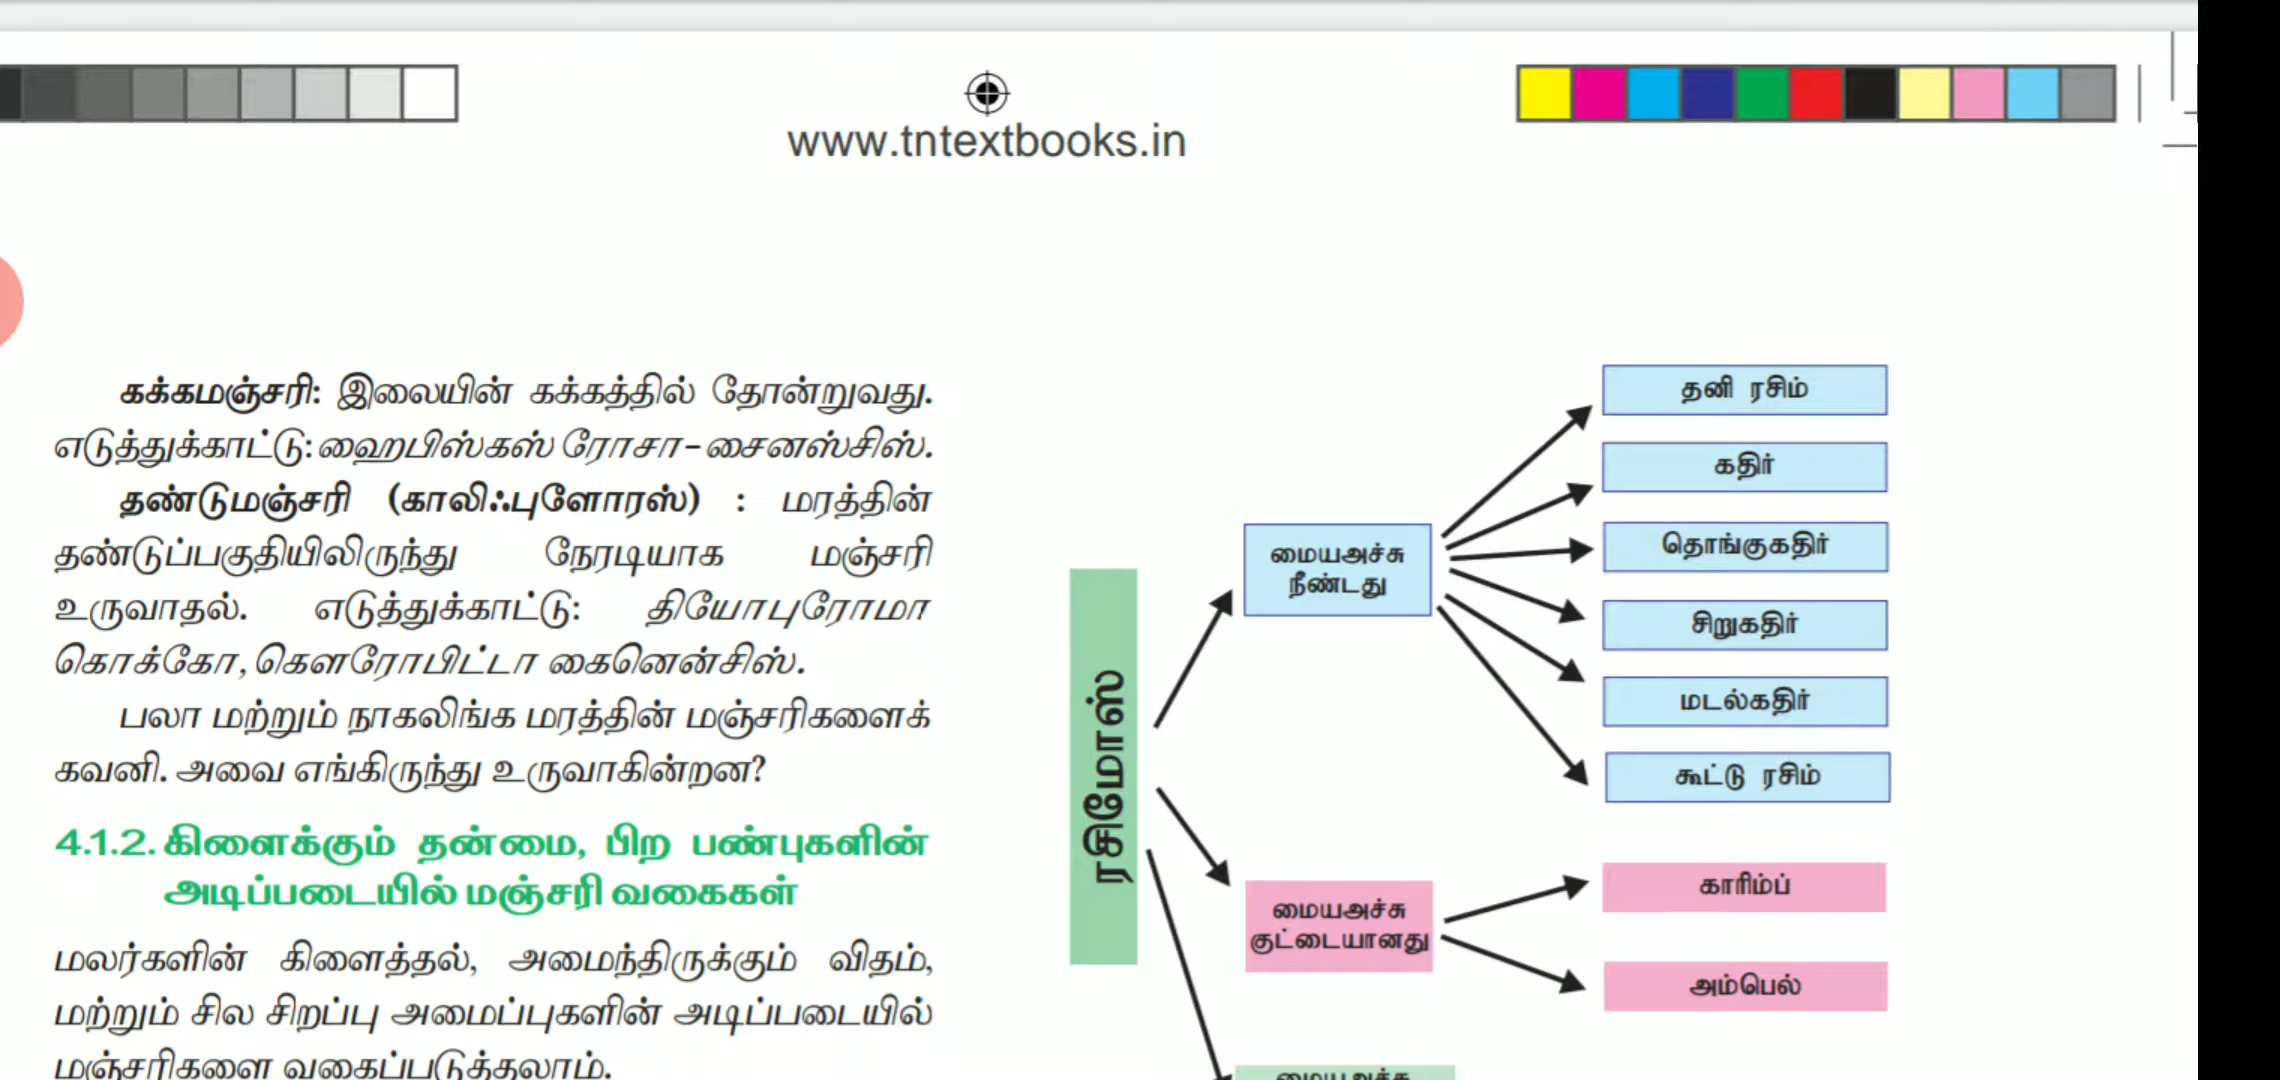 www.tntextbooks.in
கக்கமஞ்சரி: இலையின் கக்கத்தில் தோன்றுவது.
எடுத்துக்காட்டு: ஹைபிஸ்கஸ் ரோசா-சைனஸ்சிஸ்.
தண்டுமஞ்சரி (காலிஃபுளோரஸ்) : மரத்தின்
தண்டுப்பகுதியிலிருந்து நேரடியாக மஞ்சரி
உருவாதல். எடுத்துக்காட்டு: தியோபுரோமா
கொக்கோ, கௌரோபிட்டா கைனென்சிஸ்.
பலா மற்றும் நாகலிங்க மரத்தின் மஞ்சரிகளைக்
கவனி. அவை எங்கிருந்து உருவாகின்றன?
4.1.2. கிளைக்கும் தன்மை, பிற பண்புகளின்
அடிப்படையில் மஞ்சரி வகைகள்
மலர்களின் கிளைத்தல், அமைந்திருக்கும் விதம்,
மற்றும் சில சிறப்பு அமைப்புகளின் அடிப்படையில்
மஞ்சரிகளை வகைப்படுத்தலாம்.
ரசிமோஸ்
மையஅச்சு
நீண்டது
தனி ரசிம்
கதிர்
தொங்குகதிர்
சிறுகதிர்
மடல்கதிர்
கூட்டு ரசிம்
மையஅச்சு
குட்டையானது
காரிம்ப்
அம்பெல்
மையஅச்சு